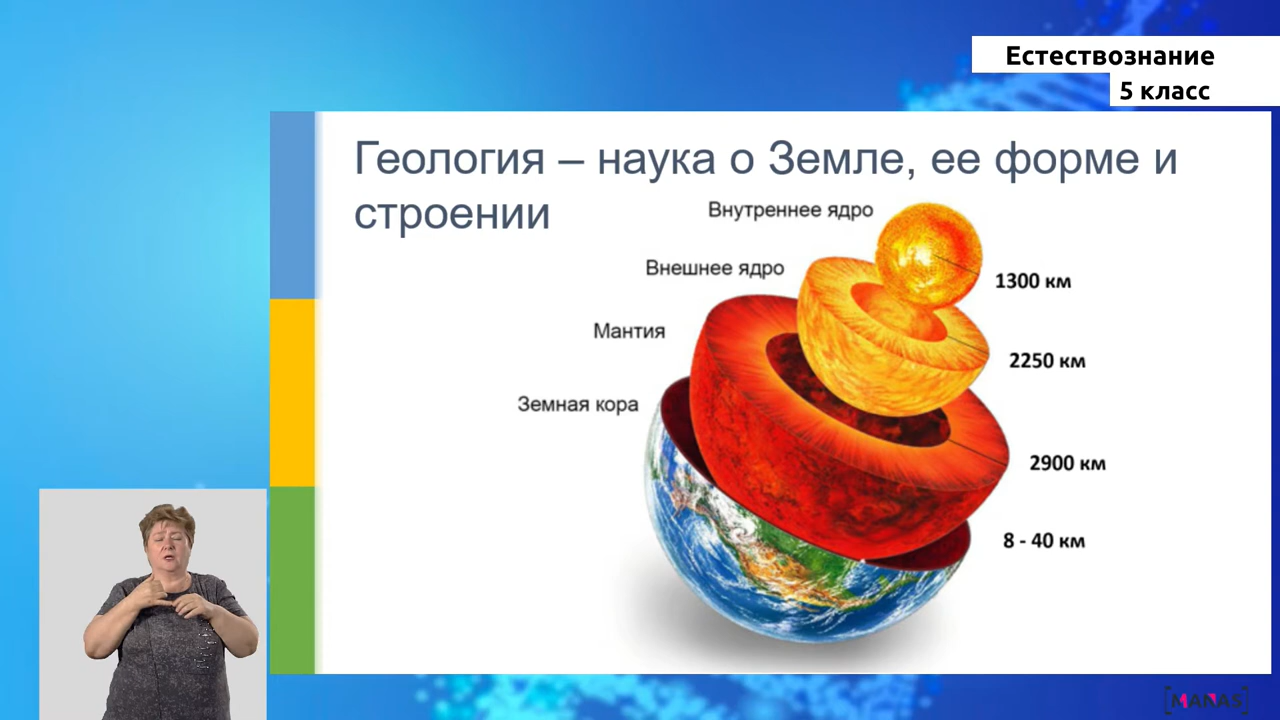 Естествознание
5 класс
Геология – наука о Земле, ее форме и
строении
Внутреннее ядро
Внешнее ядро
1300 км
Мантия
2250 км
Земная кора
2900 км
8 - 40 км
MANAS